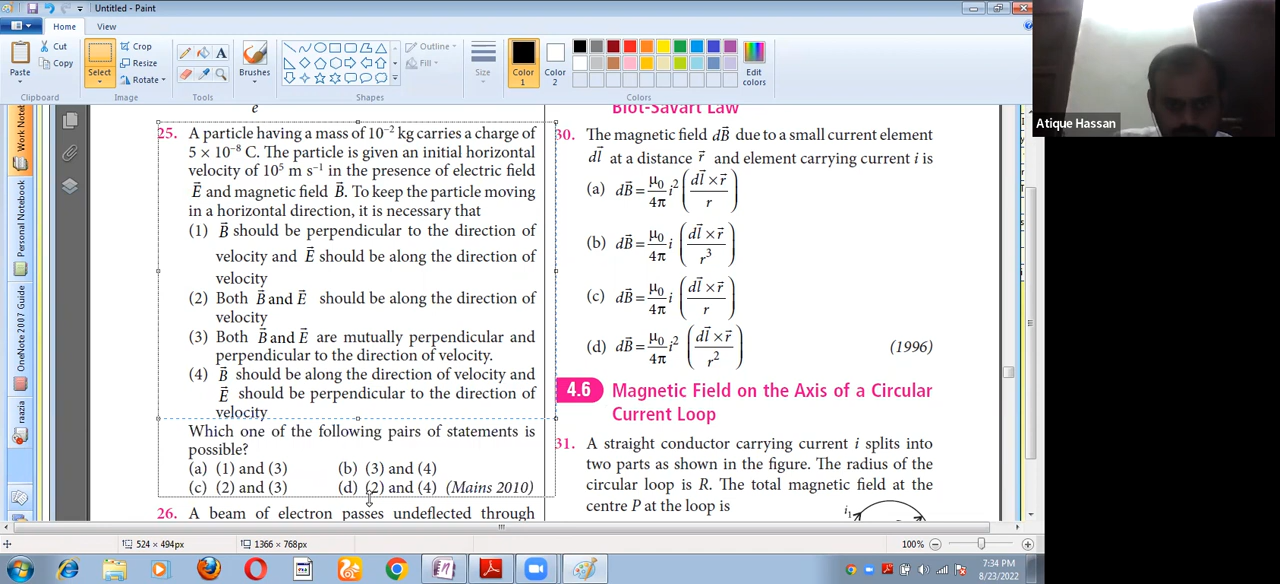 Untitled - Paint
Home
View
Paste
Cut
Copy
Clipboard
Select
Crop
Resize
Rotate
Image
Tools
Brushes
Shapes
Outline
Fill
Size
Color 1
Color 2
Edit colors
Colors
Atique Hassan
Work Noteb
Personal Notebook
OneNote 2007 Guide
raazia
e
25. A particle having a mass of 10⁻² kg carries a charge of
5 × 10⁻⁸ C. The particle is given an initial horizontal
velocity of 10⁵ m s⁻¹ in the presence of electric field
E⃗ and magnetic field B⃗. To keep the particle moving
in a horizontal direction, it is necessary that
(1) B⃗ should be perpendicular to the direction of
velocity and E⃗ should be along the direction of
velocity
(2) Both B⃗ and E⃗ should be along the direction of
velocity
(3) Both B⃗ and E⃗ are mutually perpendicular and
perpendicular to the direction of velocity.
(4) B⃗ should be along the direction of velocity and
E⃗ should be perpendicular to the direction of
velocity
Which one of the following pairs of statements is
possible?
(a) (1) and (3) (b) (3) and (4)
(c) (2) and (3) (d) (2) and (4) (Mains 2010)
26. A beam of electron passes undeflected through
Biot-Savart Law
30. The magnetic field dB⃗ due to a small current element
dl⃗ at a distance r⃗ and element carrying current i is
(a) dB⃗ = μ₀/4π i² (dl⃗ × r⃗ / r)
(b) dB⃗ = μ₀/4π i (dl⃗ × r⃗ / r³)
(c) dB⃗ = μ₀/4π i (dl⃗ × r⃗ / r)
(d) dB⃗ = μ₀/4π i² (dl⃗ × r⃗ / r²) (1996)
4.6 Magnetic Field on the Axis of a Circular
Current Loop
31. A straight conductor carrying current i splits into
two parts as shown in the figure. The radius of the
circular loop is R. The total magnetic field at the
centre P at the loop is
i₁
524 × 494px
1366 × 768px
100%
7:34 PM
8/23/2022